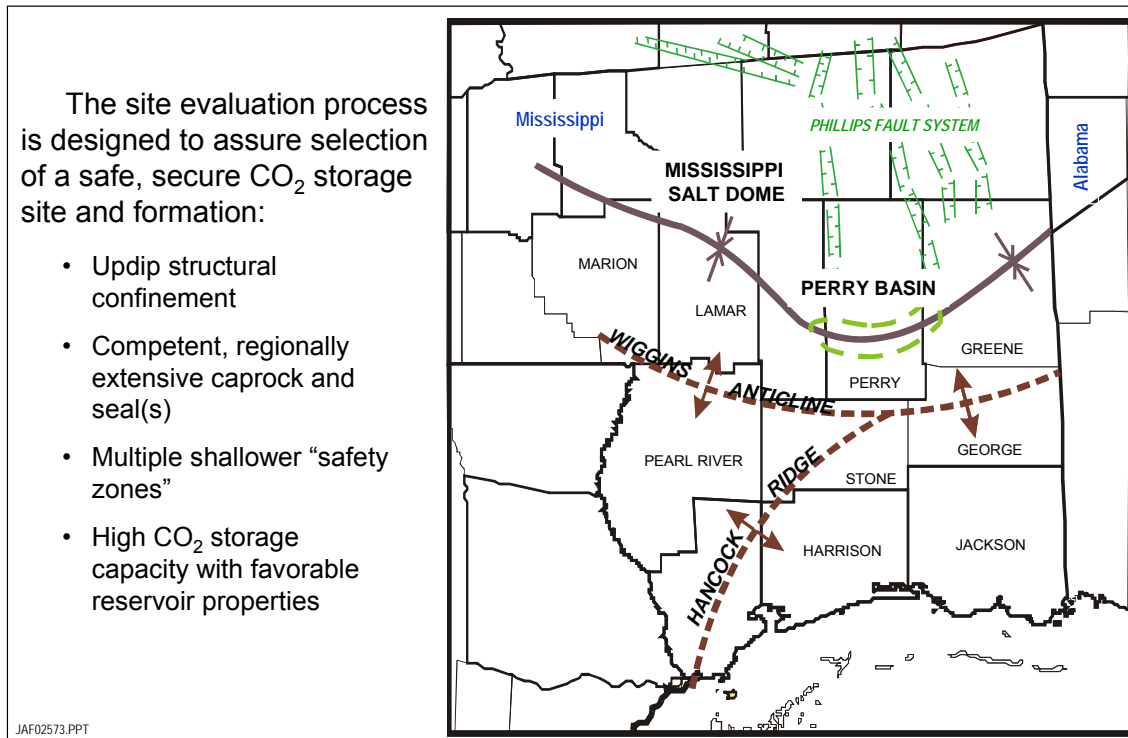 The site evaluation process
is designed to assure selection
of a safe, secure CO₂ storage
site and formation:
• Updip structural
confinement
• Competent, regionally
extensive caprock and
seal(s)
• Multiple shallower “safety
zones”
• High CO₂ storage
capacity with favorable
reservoir properties
JAF02573.PPT
Mississippi
PHILLIPS FAULT SYSTEM
Alabama
MISSISSIPPI
SALT DOME
MARION
LAMAR
PERRY BASIN
GREENE
WIGGINS
ANTICLINE
PERRY
PEARL RIVER
RIDGE
STONE
GEORGE
HANCOCK
HARRISON
JACKSON